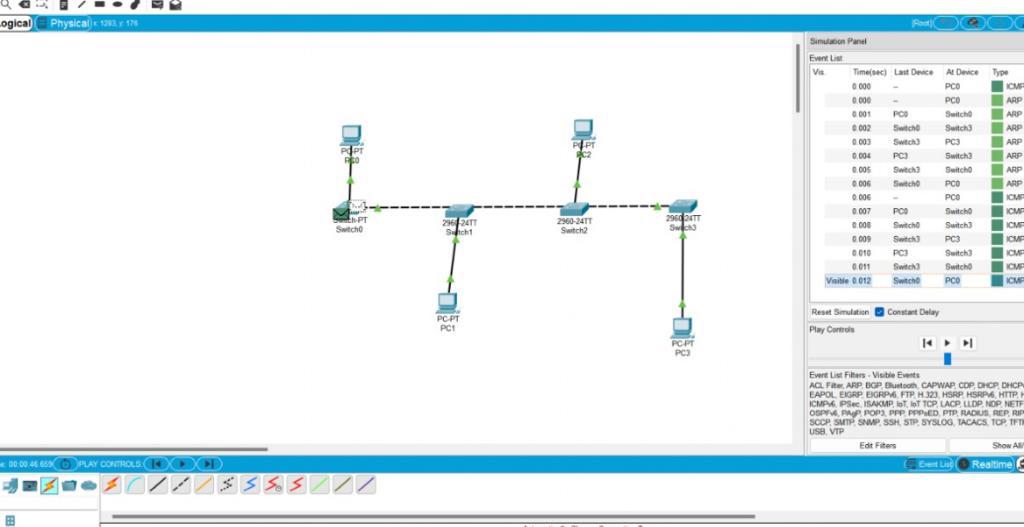 Logical Physical x: 1293, y: 176 [Root]
Simulation Panel
Event List
Vis. Time(sec) Last Device At Device Type
0.000 -- PC0 ICMP
0.000 -- PC0 ARP
0.001 PC0 Switch0 ARP
0.002 Switch0 Switch3 ARP
0.003 Switch3 PC3 ARP
0.004 PC3 Switch3 ARP
0.005 Switch3 Switch0 ARP
0.006 Switch0 PC0 ARP
0.006 -- PC0 ICMP
0.007 PC0 Switch0 ICMP
0.008 Switch0 Switch3 ICMP
0.009 Switch3 PC3 ICMP
0.010 PC3 Switch3 ICMP
0.011 Switch3 Switch0 ICMP
Visible 0.012 Switch0 PC0 ICMP
Reset Simulation Constant Delay
Play Controls
Event List Filters - Visible Events
ACL Filter, ARP, BGP, Bluetooth, CAPWAP, CDP, DHCP, DHCP
EAPOL, EIGRP, EIGRPv6, FTP, H.323, HSRP, HSRPv6, HTTP,
ICMPv6, IPSec, ISAKMP, IoT, IoT TCP, LACP, LLDP, NDP, NETF
OSPFv6, PAgP, POP3, PPP, PPPoED, PTP, RADIUS, REP, RIP
SCCP, SMTP, SNMP, SSH, STP, SYSLOG, TACACS, TCP, TFT
USB, VTP
Edit Filters Show All/
PC-PT
PC0
PC-PT
PC2
Switch-PT
Switch0
2960-24TT
Switch1
2960-24TT
Switch2
2960-24TT
Switch3
PC-PT
PC1
PC-PT
PC3
e: 00:00:46.659 PLAY CONTROLS: Event List Realtime